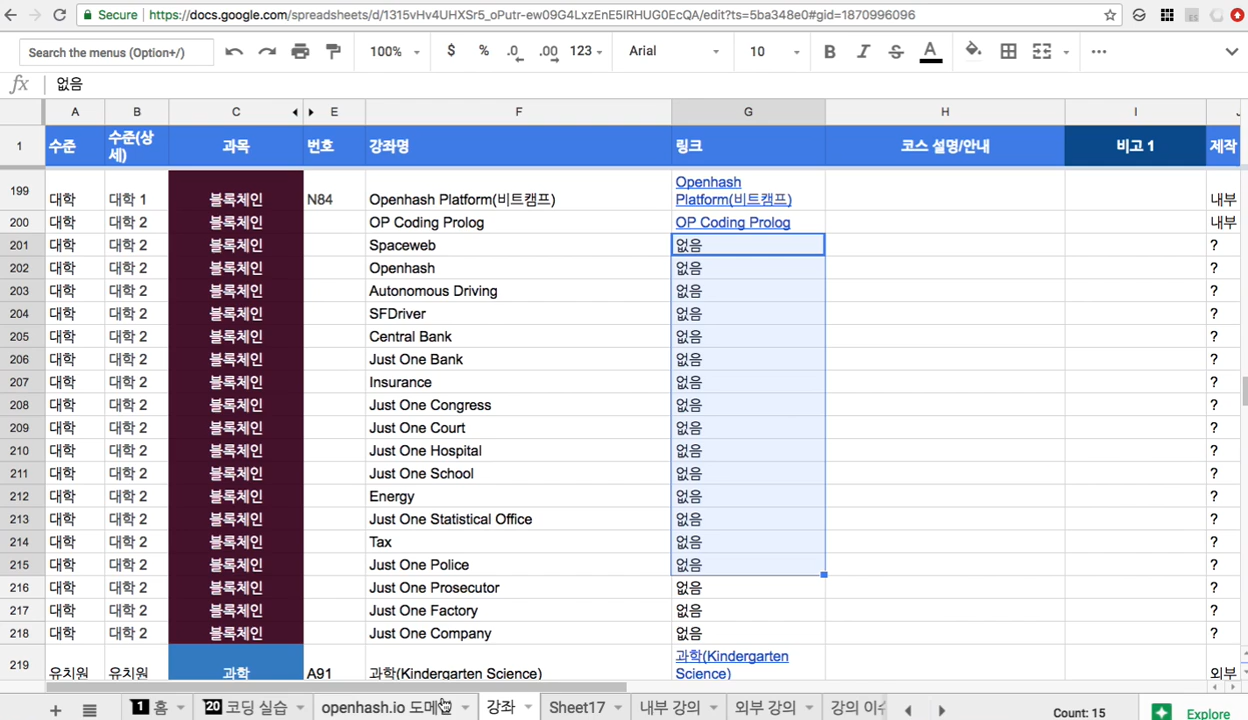 Secure https://docs.google.com/spreadsheets/d/1315vHv4UHXSr5_oPutr-ew09G4LxzEnE5IRHUG0EcQA/edit?ts=5ba348e0#gid=1870996096
Search the menus (Option+/) 100% $ % .0 .00 123 Arial 10 B I S A
fx 없음
A B C E F G H I J
1 수준 수준(상세) 과목 번호 강좌명 링크 코스 설명/안내 비고 1 제작
199 대학 대학 1 블록체인 N84 Openhash Platform(비트캠프) Openhash Platform(비트캠프) 내부
200 대학 대학 2 블록체인 OP Coding Prolog OP Coding Prolog 내부
201 대학 대학 2 블록체인 Spaceweb 없음 ?
202 대학 대학 2 블록체인 Openhash 없음 ?
203 대학 대학 2 블록체인 Autonomous Driving 없음 ?
204 대학 대학 2 블록체인 SFDriver 없음 ?
205 대학 대학 2 블록체인 Central Bank 없음 ?
206 대학 대학 2 블록체인 Just One Bank 없음 ?
207 대학 대학 2 블록체인 Insurance 없음 ?
208 대학 대학 2 블록체인 Just One Congress 없음 ?
209 대학 대학 2 블록체인 Just One Court 없음 ?
210 대학 대학 2 블록체인 Just One Hospital 없음 ?
211 대학 대학 2 블록체인 Just One School 없음 ?
212 대학 대학 2 블록체인 Energy 없음 ?
213 대학 대학 2 블록체인 Just One Statistical Office 없음 ?
214 대학 대학 2 블록체인 Tax 없음 ?
215 대학 대학 2 블록체인 Just One Police 없음 ?
216 대학 대학 2 블록체인 Just One Prosecutor 없음 ?
217 대학 대학 2 블록체인 Just One Factory 없음 ?
218 대학 대학 2 블록체인 Just One Company 없음 ?
219 유치원 유치원 과학 A91 과학(Kindergarten Science) 과학(Kindergarten Science)
1 홈 20 코딩 실습 openhash.io 도메 강좌 Sheet17 내부 강의 외부 강의 강의 Count: 15 Explore